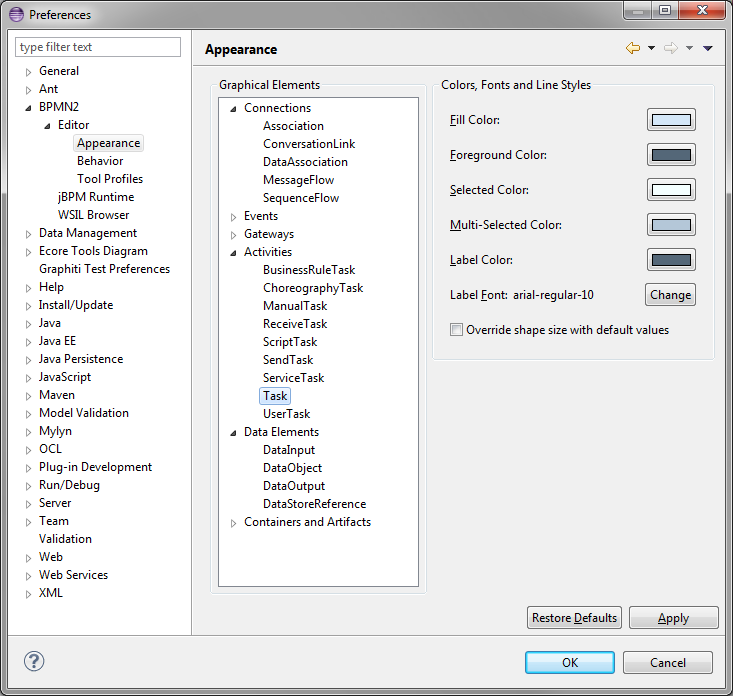 Preferences
type filter text
General
Ant
BPMN2
Editor
Appearance
Behavior
Tool Profiles
jBPM Runtime
WSIL Browser
Data Management
Ecore Tools Diagram
Graphiti Test Preferences
Help
Install/Update
Java
Java EE
Java Persistence
JavaScript
Maven
Model Validation
Mylyn
OCL
Plug-in Development
Run/Debug
Server
Team
Validation
Web
Web Services
XML
Appearance
Graphical Elements
Connections
Association
ConversationLink
DataAssociation
MessageFlow
SequenceFlow
Events
Gateways
Activities
BusinessRuleTask
ChoreographyTask
ManualTask
ReceiveTask
ScriptTask
SendTask
ServiceTask
Task
UserTask
Data Elements
DataInput
DataObject
DataOutput
DataStoreReference
Containers and Artifacts
Colors, Fonts and Line Styles
Fill Color:
Foreground Color:
Selected Color:
Multi-Selected Color:
Label Color:
Label Font: arial-regular-10 Change
Override shape size with default values
Restore Defaults Apply
? OK Cancel